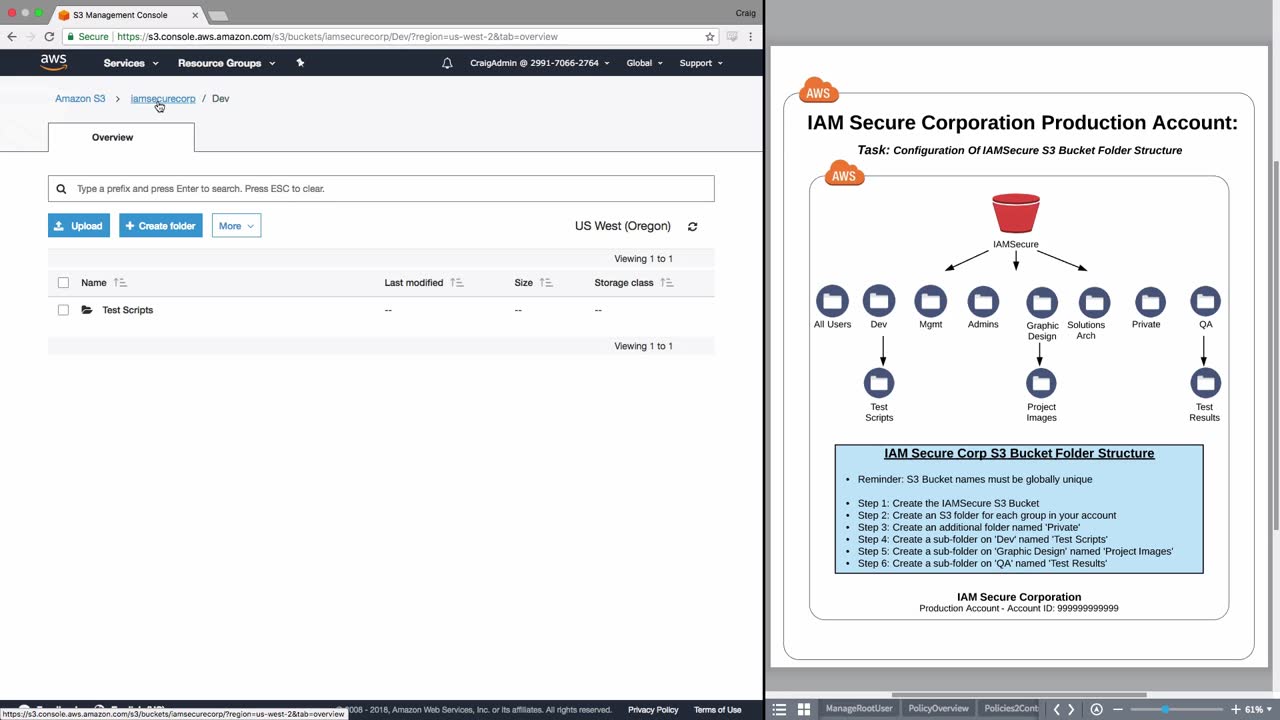 S3 Management Console
Craig
Secure https://s3.console.aws.amazon.com/s3/buckets/iamsecurecorp/Dev/?region=us-west-2&tab=overview
aws Services Resource Groups CraigAdmin @ 2991-7066-2764 Global Support
Amazon S3 > iamsecurecorp / Dev
Overview
Type a prefix and press Enter to search. Press ESC to clear.
Upload + Create folder More US West (Oregon)
Viewing 1 to 1
Name Last modified Size Storage class
Test Scripts -- -- --
Viewing 1 to 1
2008 - 2018, Amazon Web Services, Inc. or its affiliates. All rights reserved. Privacy Policy Terms of Use
https://s3.console.aws.amazon.com/s3/buckets/iamsecurecorp/?region=us-west-2&tab=overview
AWS
IAM Secure Corporation Production Account:
Task: Configuration Of IAMSecure S3 Bucket Folder Structure
AWS
IAMSecure
All Users Dev Mgmt Admins Graphic Design Solutions Arch Private QA
Test Scripts Project Images Test Results
IAM Secure Corp S3 Bucket Folder Structure
• Reminder: S3 Bucket names must be globally unique
• Step 1: Create the IAMSecure S3 Bucket
• Step 2: Create an S3 folder for each group in your account
• Step 3: Create an additional folder named 'Private'
• Step 4: Create a sub-folder on 'Dev' named 'Test Scripts'
• Step 5: Create a sub-folder on 'Graphic Design' named 'Project Images'
• Step 6: Create a sub-folder on 'QA' named 'Test Results'
IAM Secure Corporation
Production Account - Account ID: 999999999999
ManageRootUser PolicyOverview Policies2Cont 61%